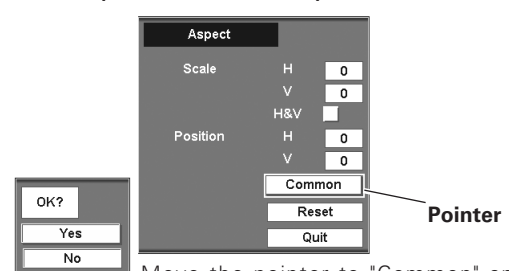 Aspect
Scale H 0
V 0
H&V
Position H 0
V 0
Common
Reset
Quit
Pointer
OK?
Yes
No
Move the pointer to "Common" an